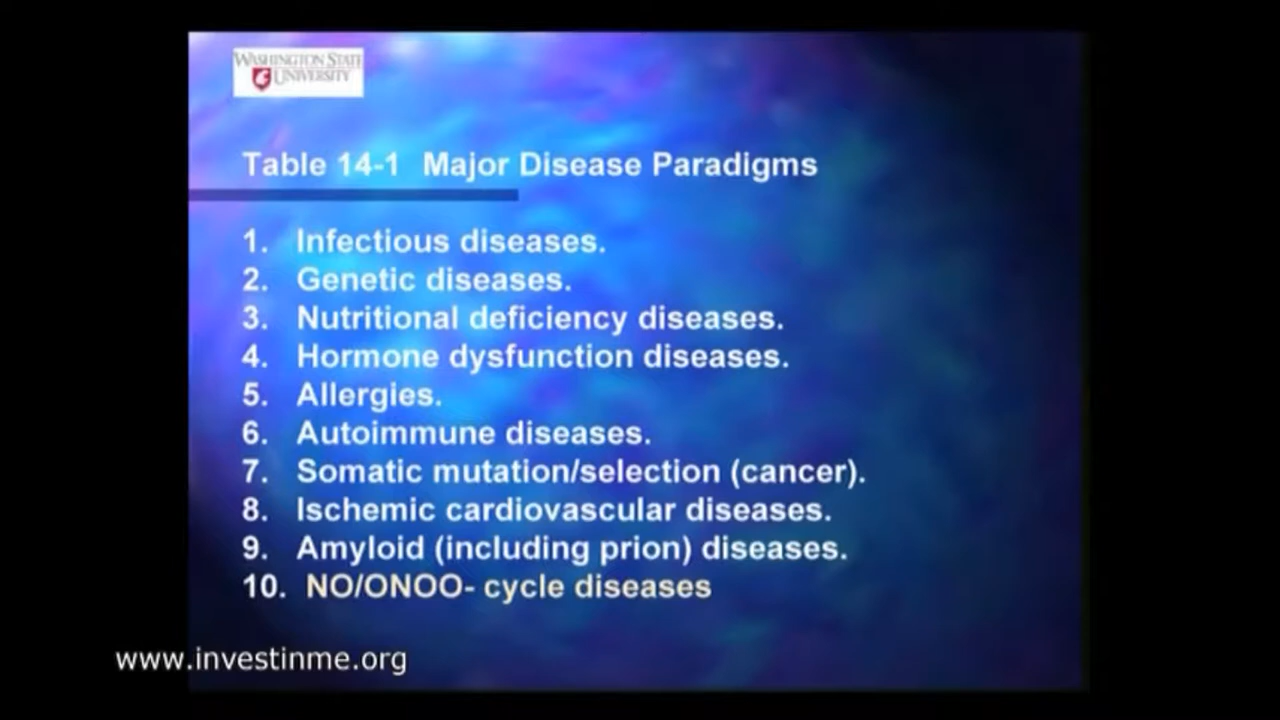 WASHINGTON STATE
UNIVERSITY
Table 14-1 Major Disease Paradigms
1. Infectious diseases.
2. Genetic diseases.
3. Nutritional deficiency diseases.
4. Hormone dysfunction diseases.
5. Allergies.
6. Autoimmune diseases.
7. Somatic mutation/selection (cancer).
8. Ischemic cardiovascular diseases.
9. Amyloid (including prion) diseases.
10. NO/ONOO- cycle diseases
www.investinme.org